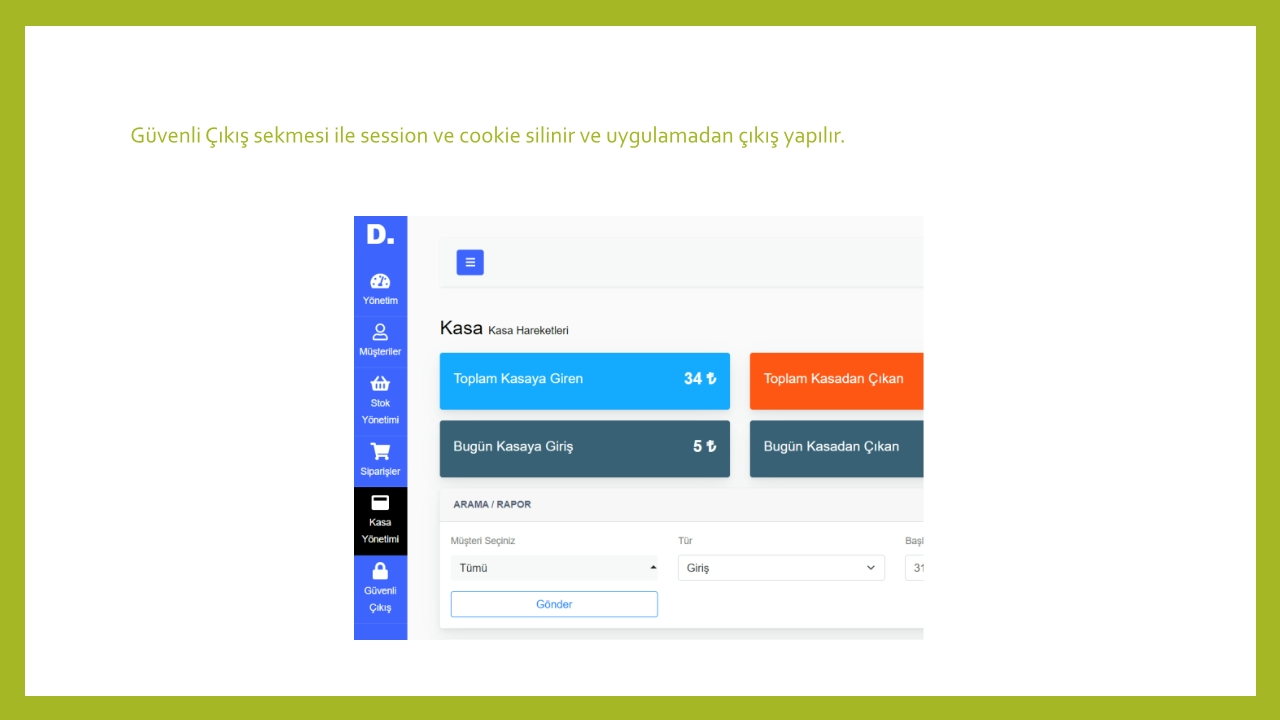 Güvenli Çıkış sekmesi ile session ve cookie silinir ve uygulamadan çıkış yapılır.
D.
Yönetim
Müşteriler
Stok
Yönetimi
Siparişler
Kasa
Yönetimi
Güvenli
Çıkış
Kasa Kasa Hareketleri
Toplam Kasaya Giren 34 ₺
Toplam Kasadan Çıkan
Bugün Kasaya Giriş 5 ₺
Bugün Kasadan Çıkan
ARAMA / RAPOR
Müşteri Seçiniz Tür Başl
Tümü Giriş 31
Gönder